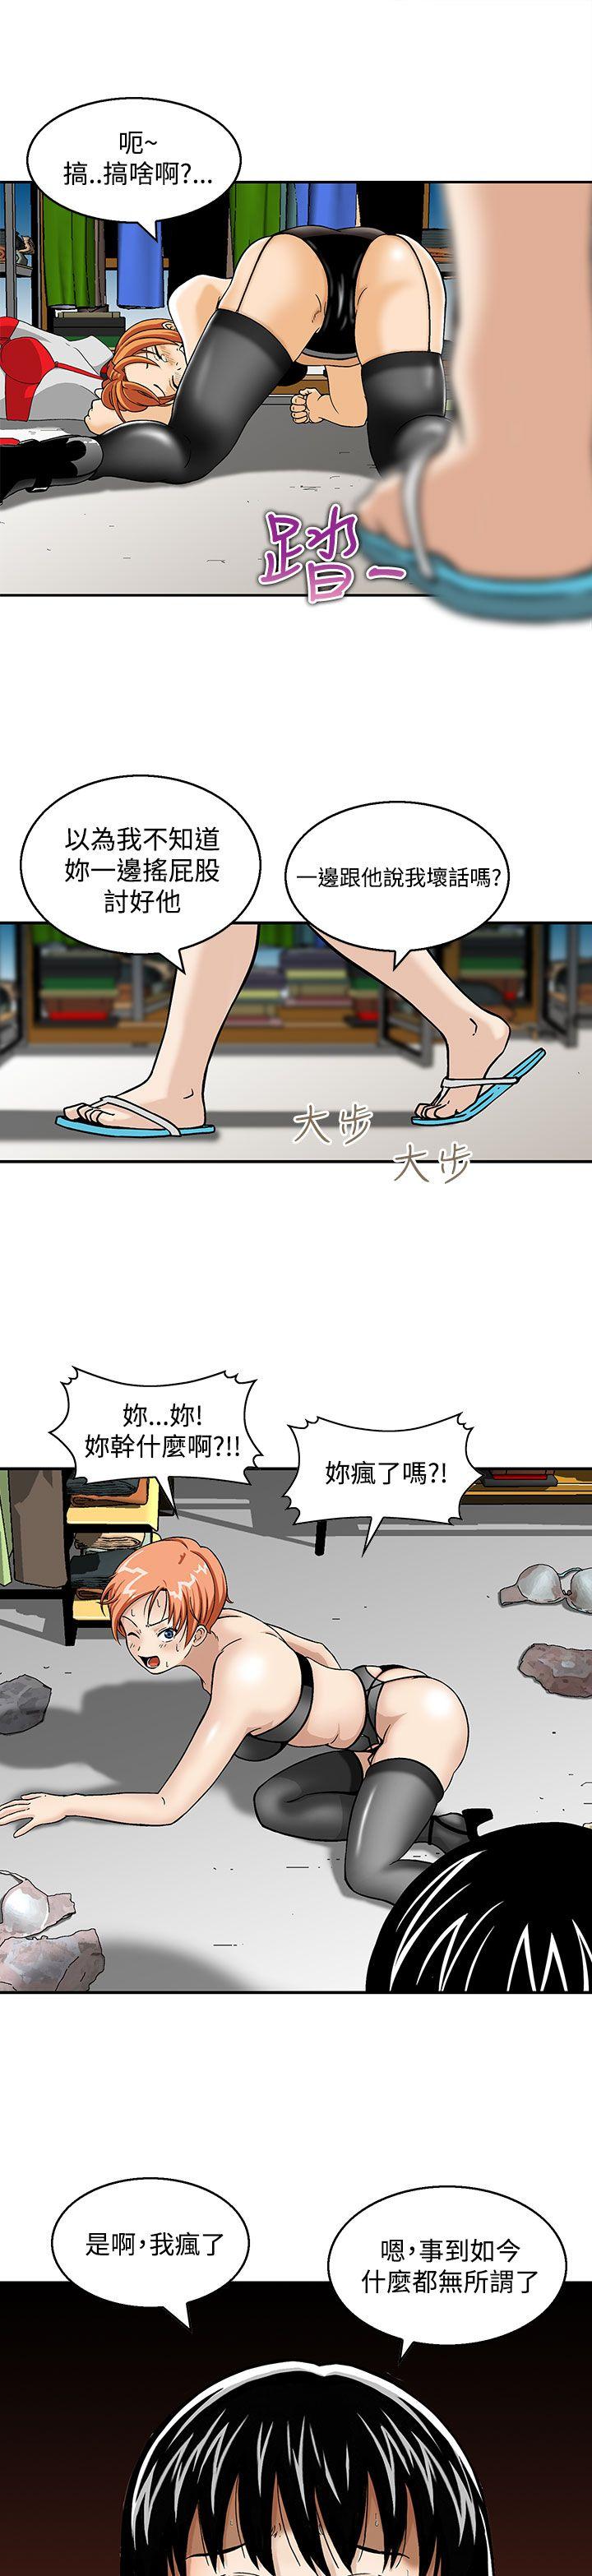 呃~
搞..搞啥啊?...
踏-
以為我不知道
妳一邊搖屁股
討好他
一邊跟他說我壞話嗎?
大步
大步
妳...妳!
妳幹什麼啊?!!
妳瘋了嗎?!
是啊,我瘋了
嗯,事到如今
什麼都無所謂了